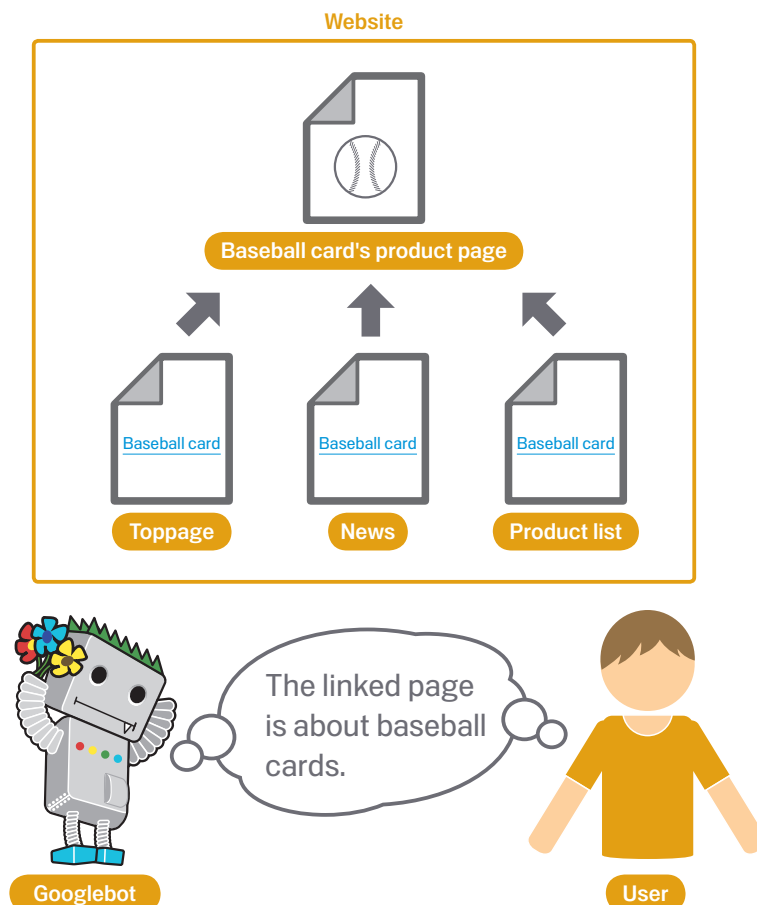 Website
Baseball card's product page
Baseball card
Baseball card
Baseball card
Toppage
News
Product list
The linked page
is about baseball
cards.
Googlebot
User